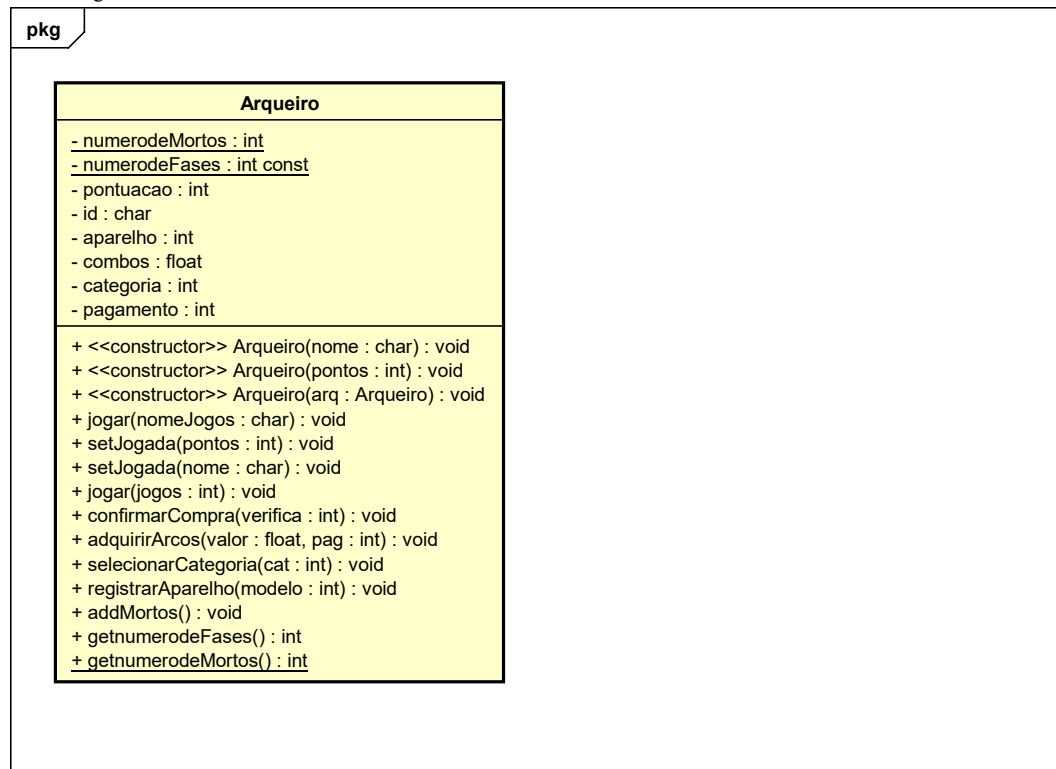 pkg
Arqueiro
- numerodeMortos : int
- numerodeFases : int const
- pontuacao : int
- id : char
- aparelho : int
- combos : float
- categoria : int
- pagamento : int
+ <<constructor>> Arqueiro(nome : char) : void
+ <<constructor>> Arqueiro(pontos : int) : void
+ <<constructor>> Arqueiro(arq : Arqueiro) : void
+ jogar(nomeJogos : char) : void
+ setJogada(pontos : int) : void
+ setJogada(nome : char) : void
+ jogar(jogos : int) : void
+ confirmarCompra(verifica : int) : void
+ adquirirArcos(valor : float, pag : int) : void
+ selecionarCategoria(cat : int) : void
+ registrarAparelho(modelo : int) : void
+ addMortos() : void
+ getnumerodeFases() : int
+ getnumerodeMortos() : int